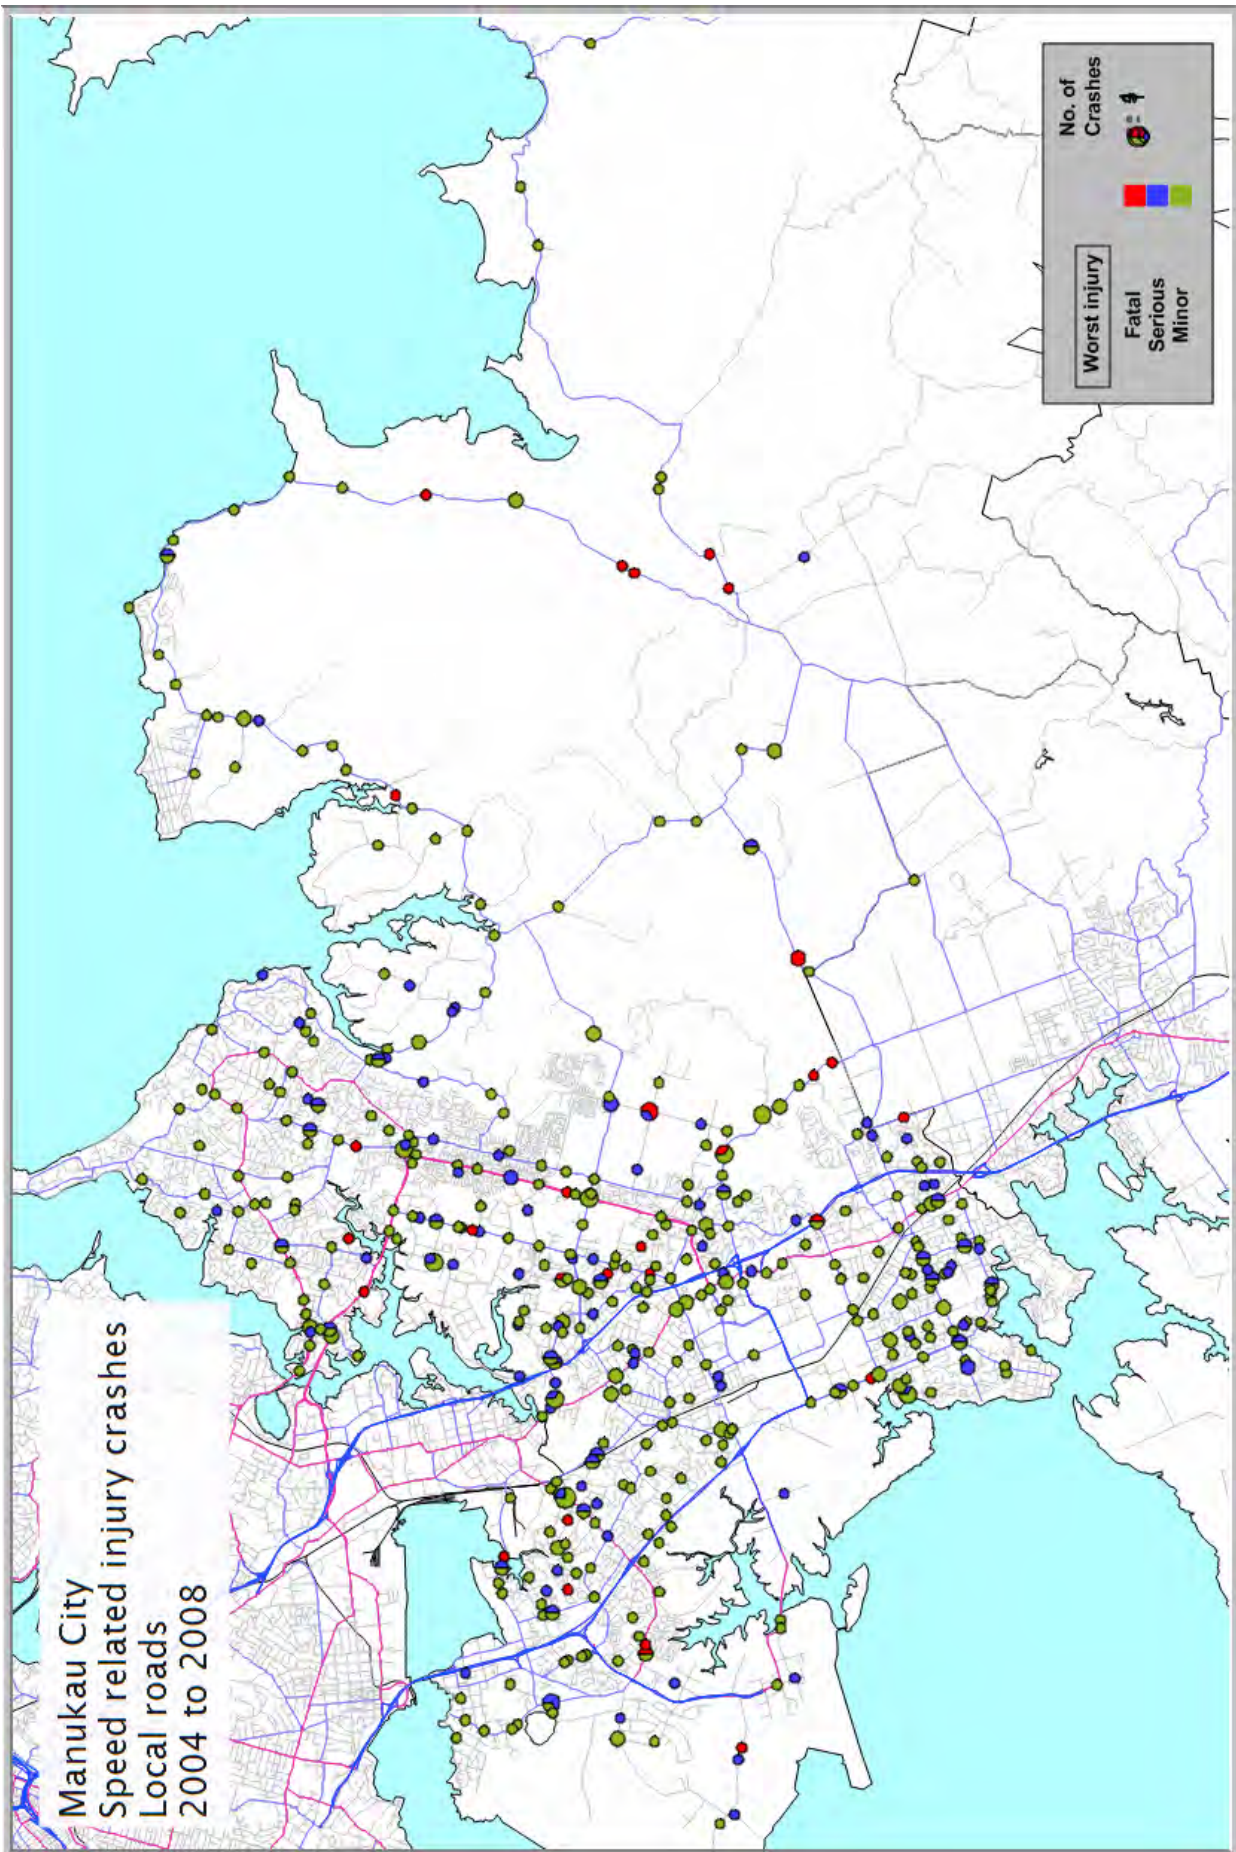 Manukau City
Speed related injury crashes
Local roads
2004 to 2008
Worst injury
No. of
Crashes
Fatal
Serious
Minor